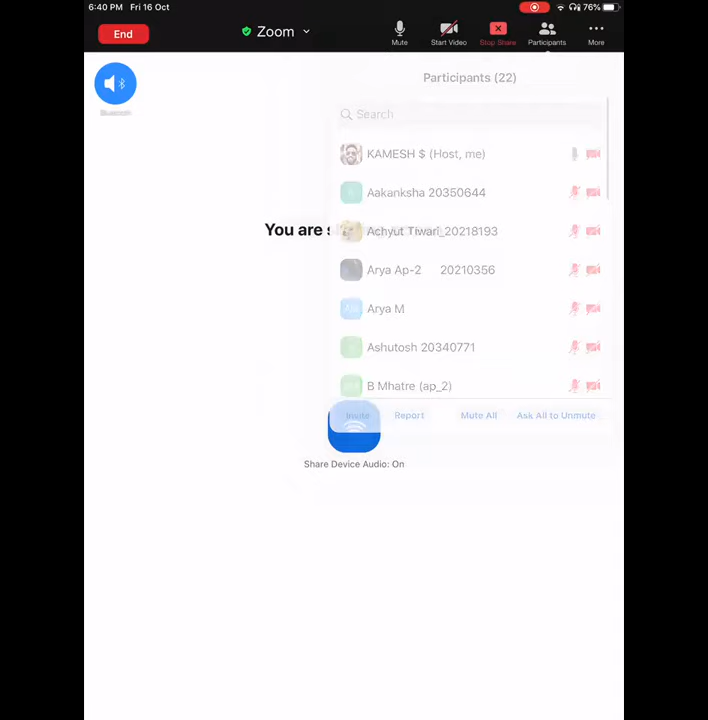 6:40 PM Fri 16 Oct
76%
End
Zoom
Mute
Start Video
Stop Share
Participants
More
Participants (22)
Bluetooth
Search
KAMESH $ (Host, me)
Aakanksha 20350644
You are s
Achyut Tiwari_20218193
Arya Ap-2 20210356
Arya M
Ashutosh 20340771
B Mhatre (ap_2)
Invite
Report
Mute All
Ask All to Unmute
Share Device Audio: On